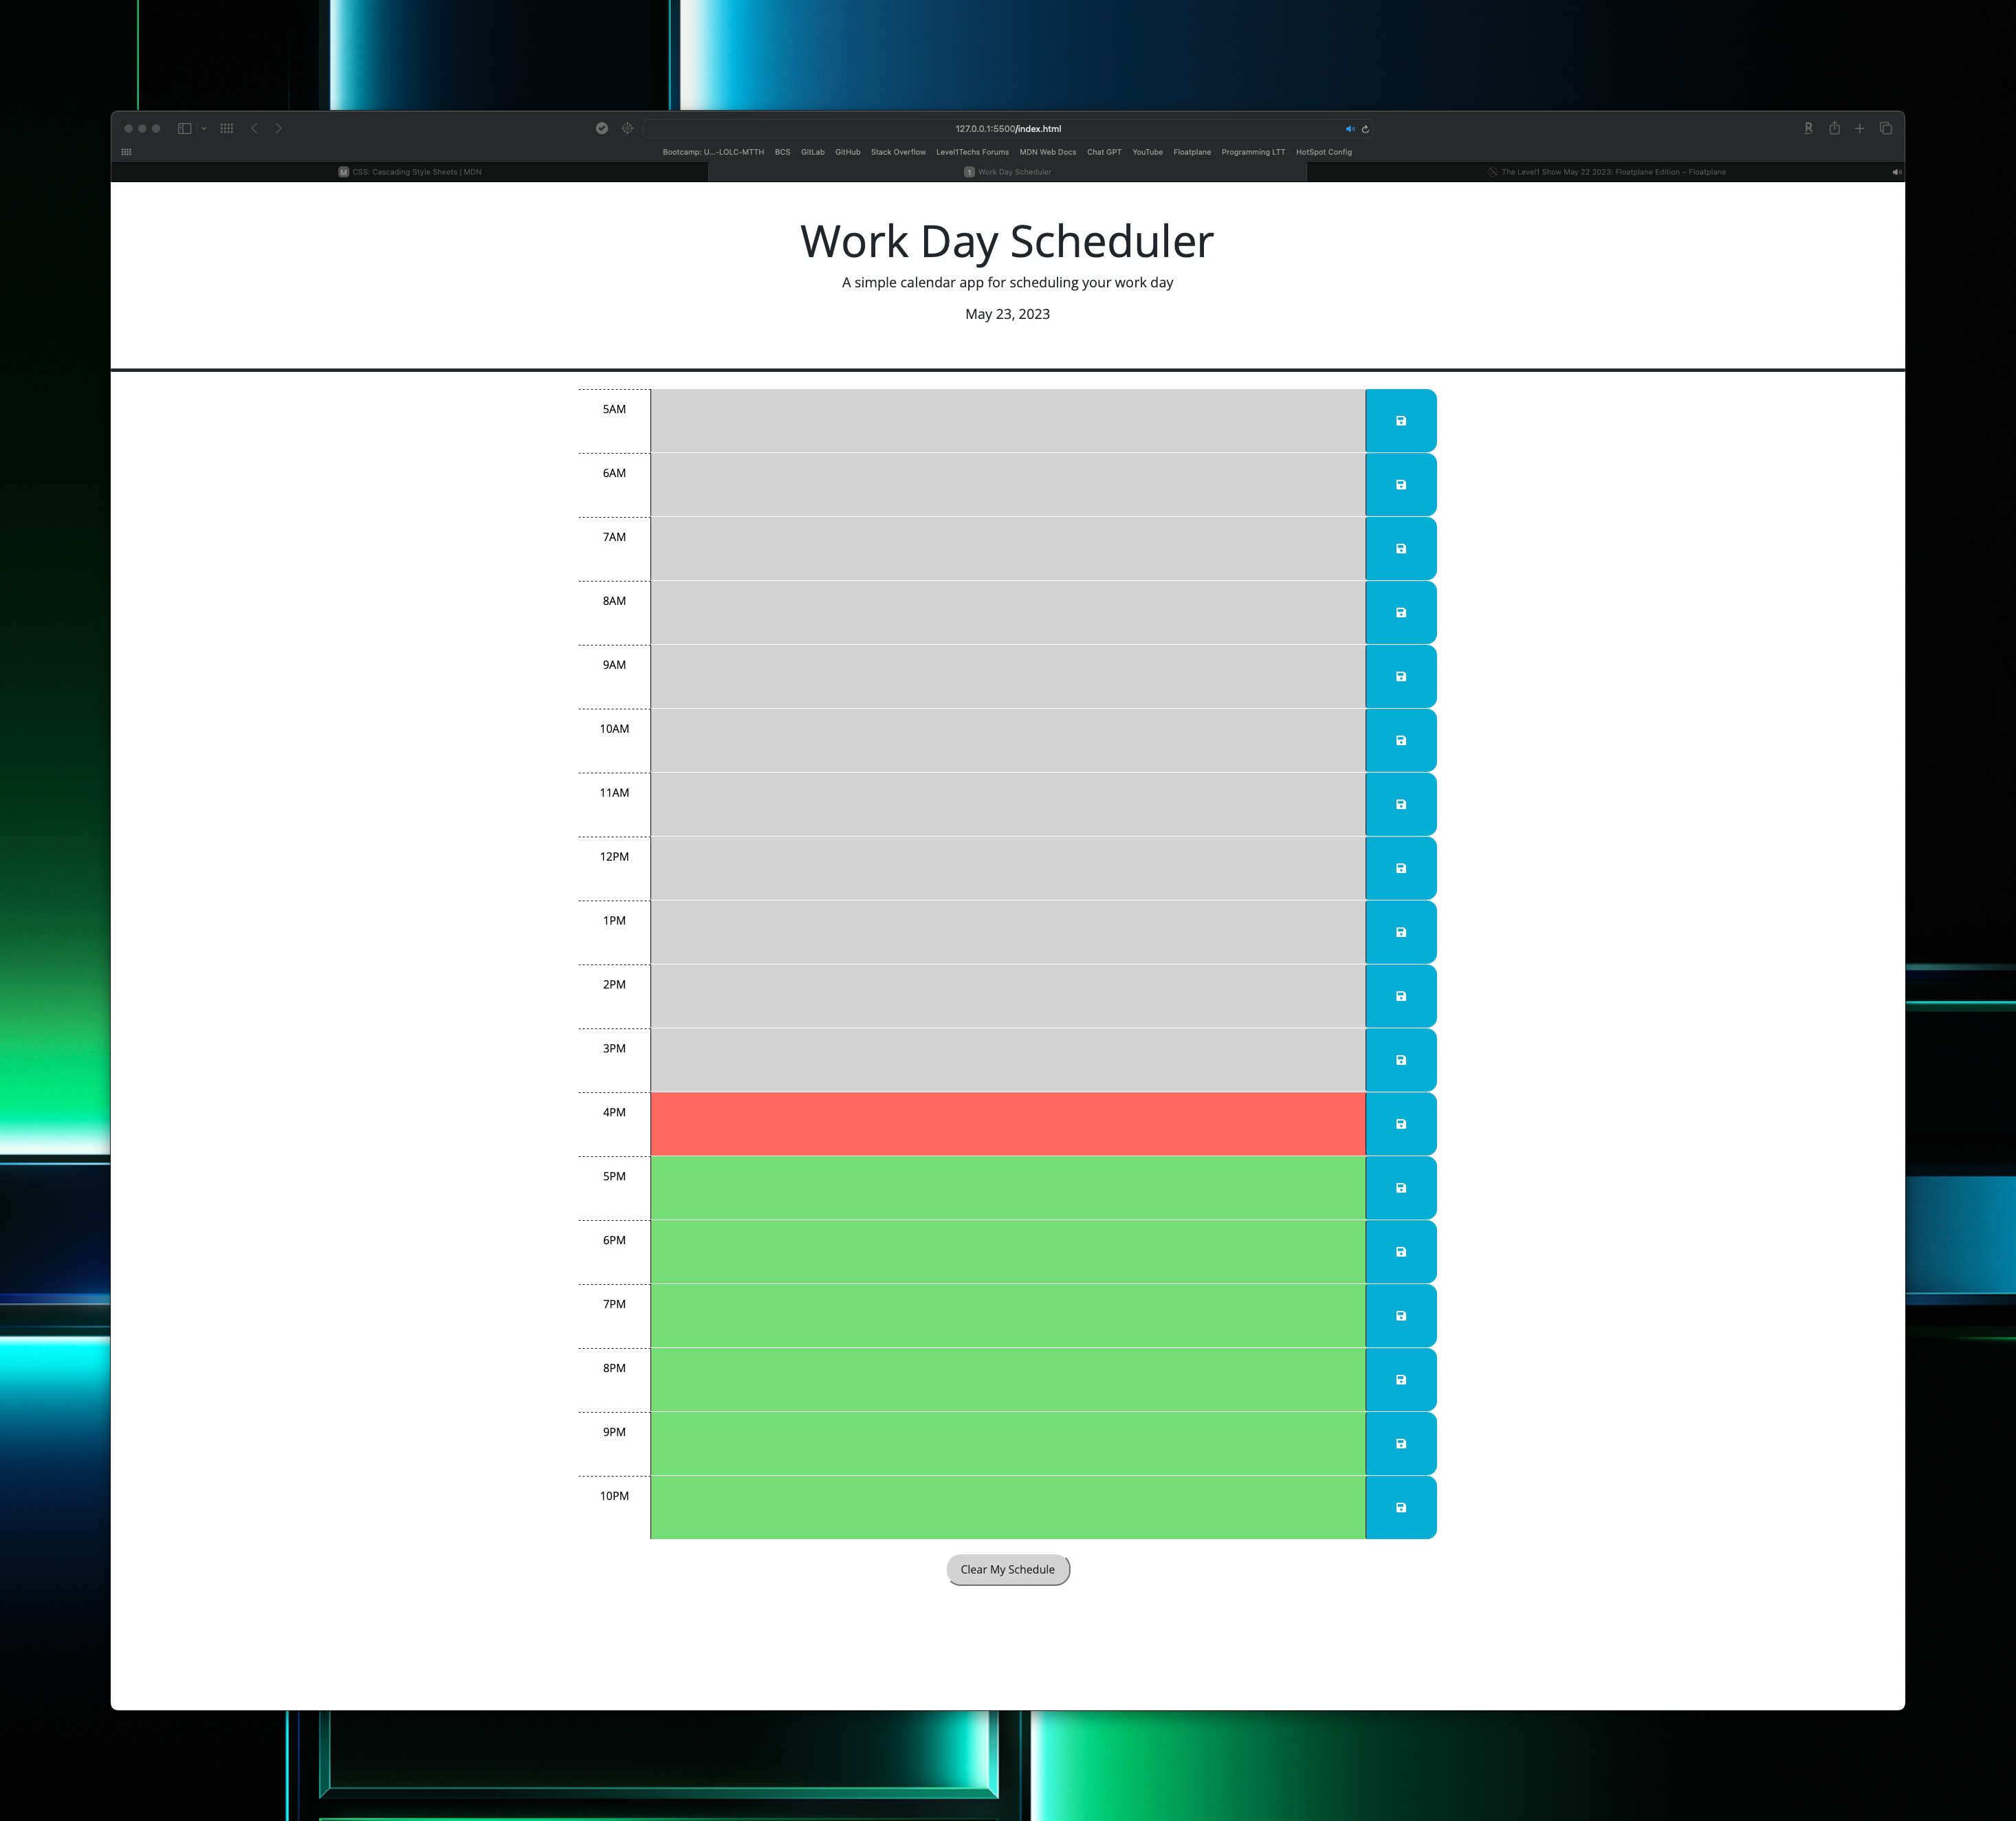 127.0.0.1:5500/index.html
Bootcamp: U...-LOLC-MTTH BCS GitLab GitHub Stack Overflow Level1Techs Forums MDN Web Docs Chat GPT YouTube Floatplane Programming LTT HotSpot Config
M CSS: Cascading Style Sheets | MDN 1 Work Day Scheduler The Level1 Show May 22 2023: Floatplane Edition – Floatplane
Work Day Scheduler
A simple calendar app for scheduling your work day
May 23, 2023
5AM
6AM
7AM
8AM
9AM
10AM
11AM
12PM
1PM
2PM
3PM
4PM
5PM
6PM
7PM
8PM
9PM
10PM
Clear My Schedule